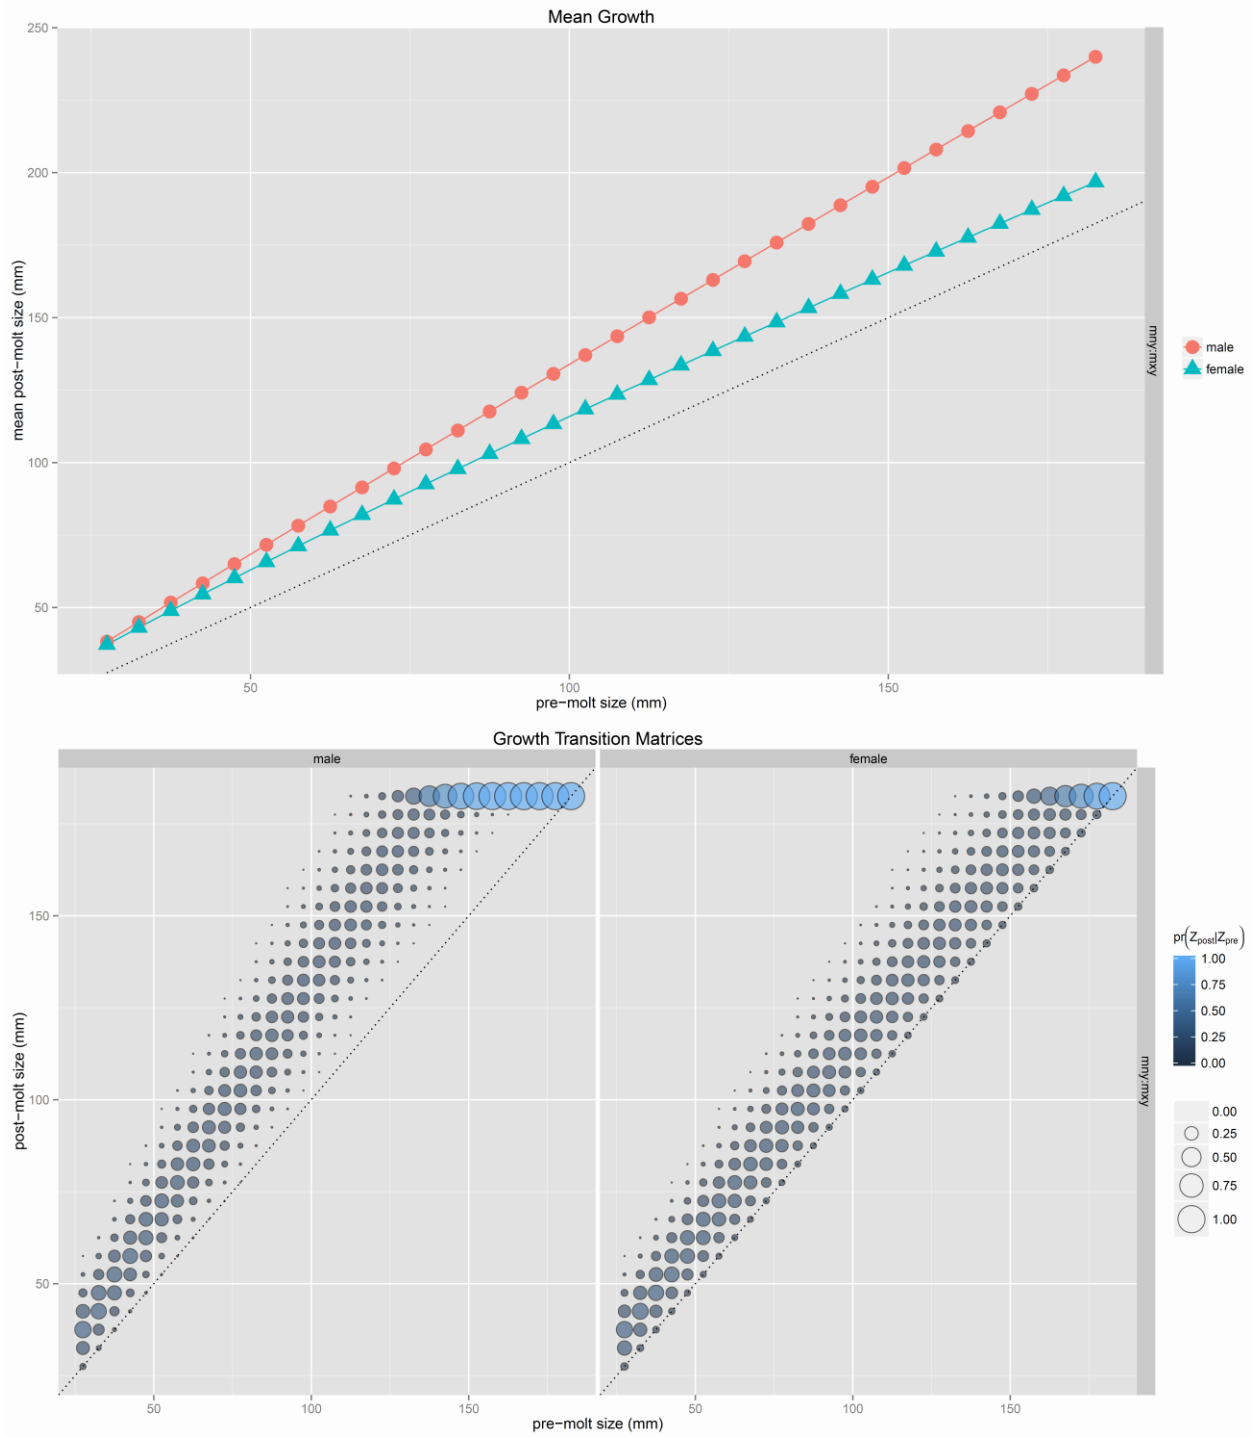 Mean Growth
250
200
150
100
50
mean post−molt size (mm)
50
100
150
pre−molt size (mm)
mny:mxy
male
female
Growth Transition Matrices
male
female
150
100
50
post−molt size (mm)
50
100
150
50
100
150
pre−molt size (mm)
mny:mxy
pr(Zpost|Zpre)
1.00
0.75
0.50
0.25
0.00
0.00
0.25
0.50
0.75
1.00